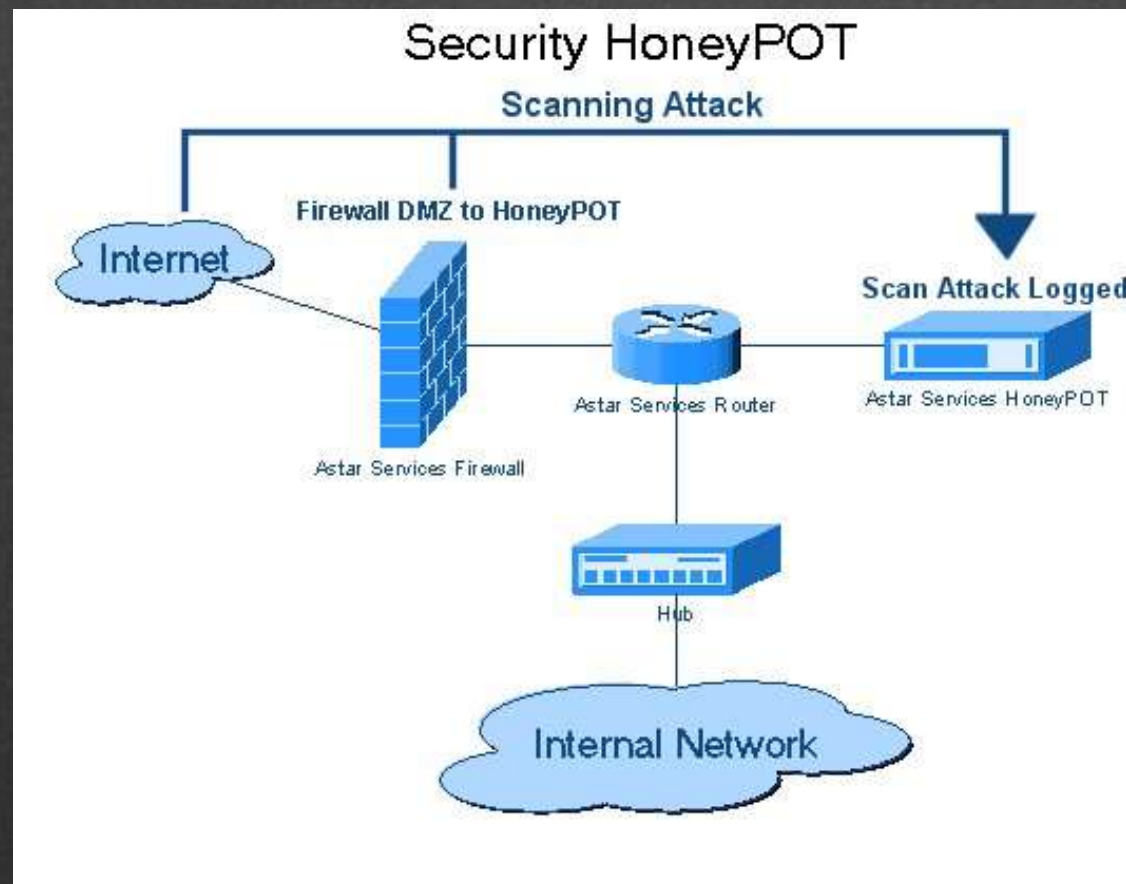 Security HoneyPOT
Scanning Attack
Firewall DMZ to HoneyPOT
Internet
Scan Attack Logged
Astar Services Router
Astar Services HoneyPOT
Astar Services Firewall
Hub
Internal Network